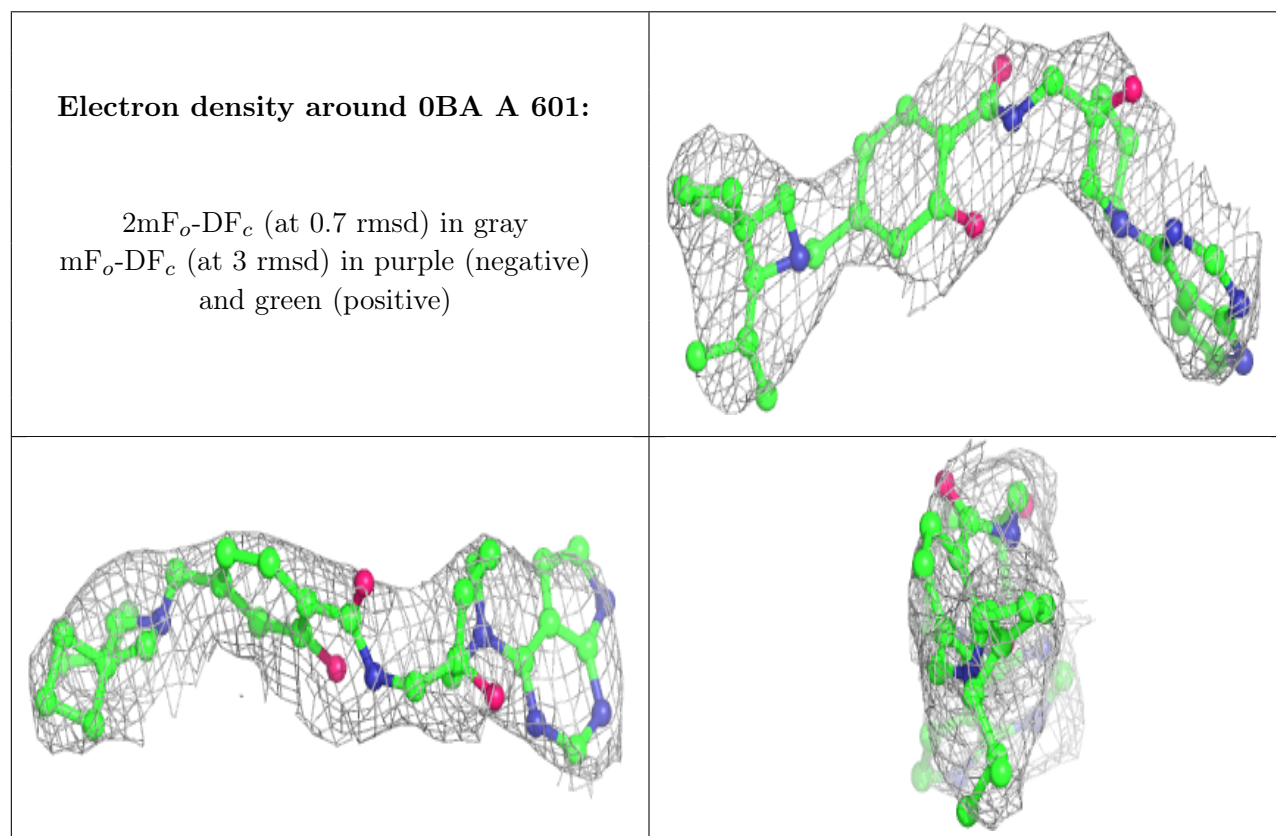 Electron density around 0BA A 601:
2mFo-DFc (at 0.7 rmsd) in gray
mFo-DFc (at 3 rmsd) in purple (negative)
and green (positive)